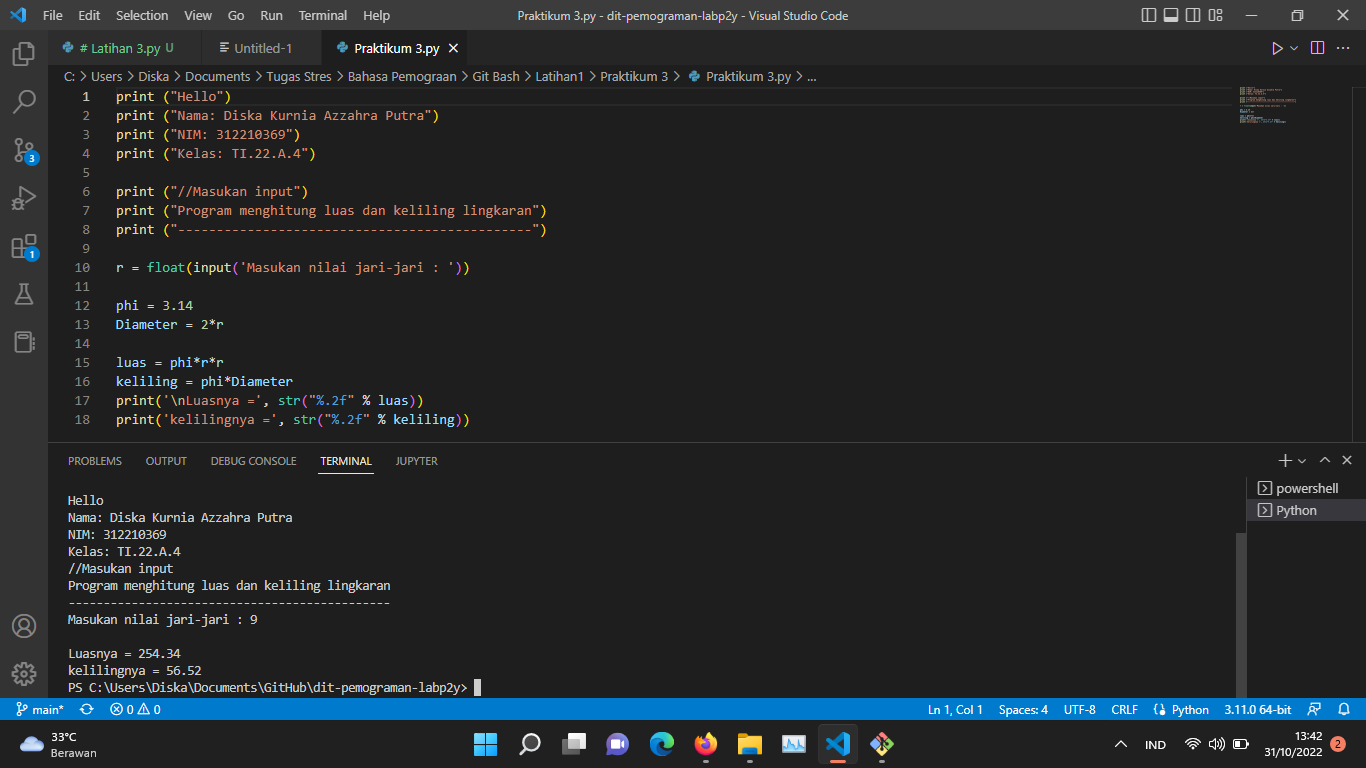 File Edit Selection View Go Run Terminal Help Praktikum 3.py - dit-pemograman-labp2y - Visual Studio Code
# Latihan 3.py U Untitled-1 Praktikum 3.py
C: > Users > Diska > Documents > Tugas Stres > Bahasa Pemograan > Git Bash > Latihan1 > Praktikum 3 > Praktikum 3.py > ...
1 print ("Hello")
2 print ("Nama: Diska Kurnia Azzahra Putra")
3 print ("NIM: 312210369")
4 print ("Kelas: TI.22.A.4")
5
6 print ("//Masukan input")
7 print ("Program menghitung luas dan keliling lingkaran")
8 print ("----------------------------------------------")
9
10 r = float(input('Masukan nilai jari-jari : '))
11
12 phi = 3.14
13 Diameter = 2*r
14
15 luas = phi*r*r
16 keliling = phi*Diameter
17 print('\nLuasnya =', str("%.2f" % luas))
18 print('kelilingnya =', str("%.2f" % keliling))
3
1
PROBLEMS OUTPUT DEBUG CONSOLE TERMINAL JUPYTER
powershell
Python
Hello
Nama: Diska Kurnia Azzahra Putra
NIM: 312210369
Kelas: TI.22.A.4
//Masukan input
Program menghitung luas dan keliling lingkaran
----------------------------------------------
Masukan nilai jari-jari : 9
Luasnya = 254.34
kelilingnya = 56.52
PS C:\Users\Diska\Documents\GitHub\dit-pemograman-labp2y>
main* 0 0 Ln 1, Col 1 Spaces: 4 UTF-8 CRLF Python 3.11.0 64-bit
33°C
Berawan
IND
13:42
31/10/2022
2